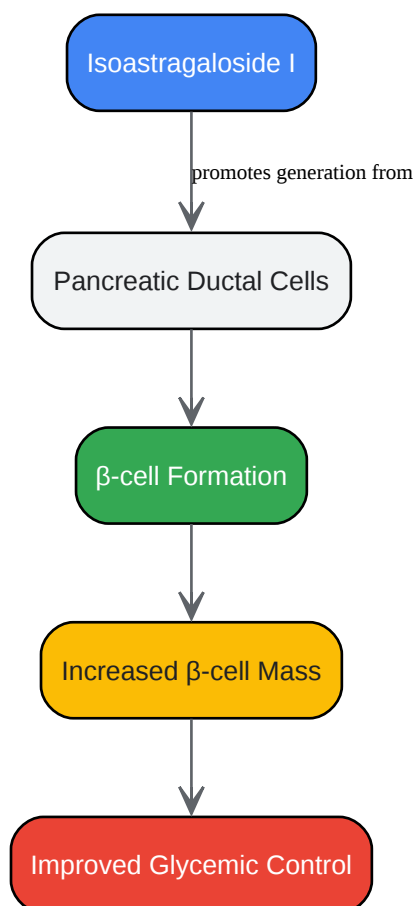 Isoastragaloside I
promotes generation from
Pancreatic Ductal Cells
β-cell Formation
Increased β-cell Mass
Improved Glycemic Control